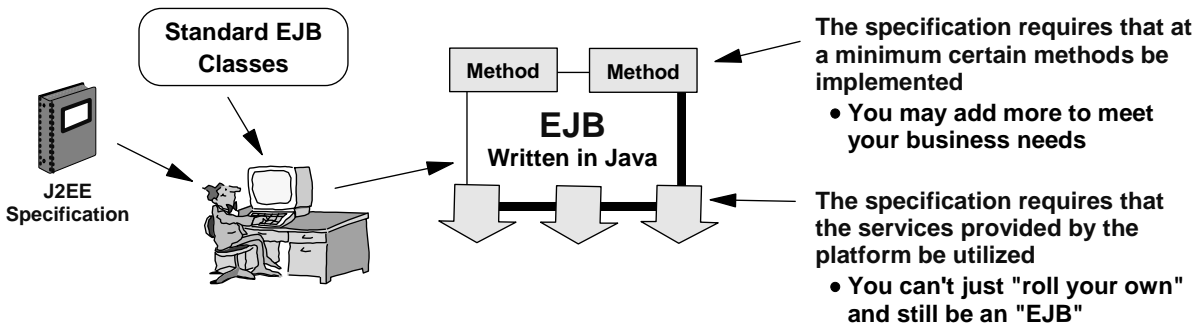 Standard EJB
Classes
J2EE
Specification
Method
Method
EJB
Written in Java
The specification requires that at
a minimum certain methods be
implemented
● You may add more to meet
your business needs
The specification requires that
the services provided by the
platform be utilized
● You can't just "roll your own"
and still be an "EJB"